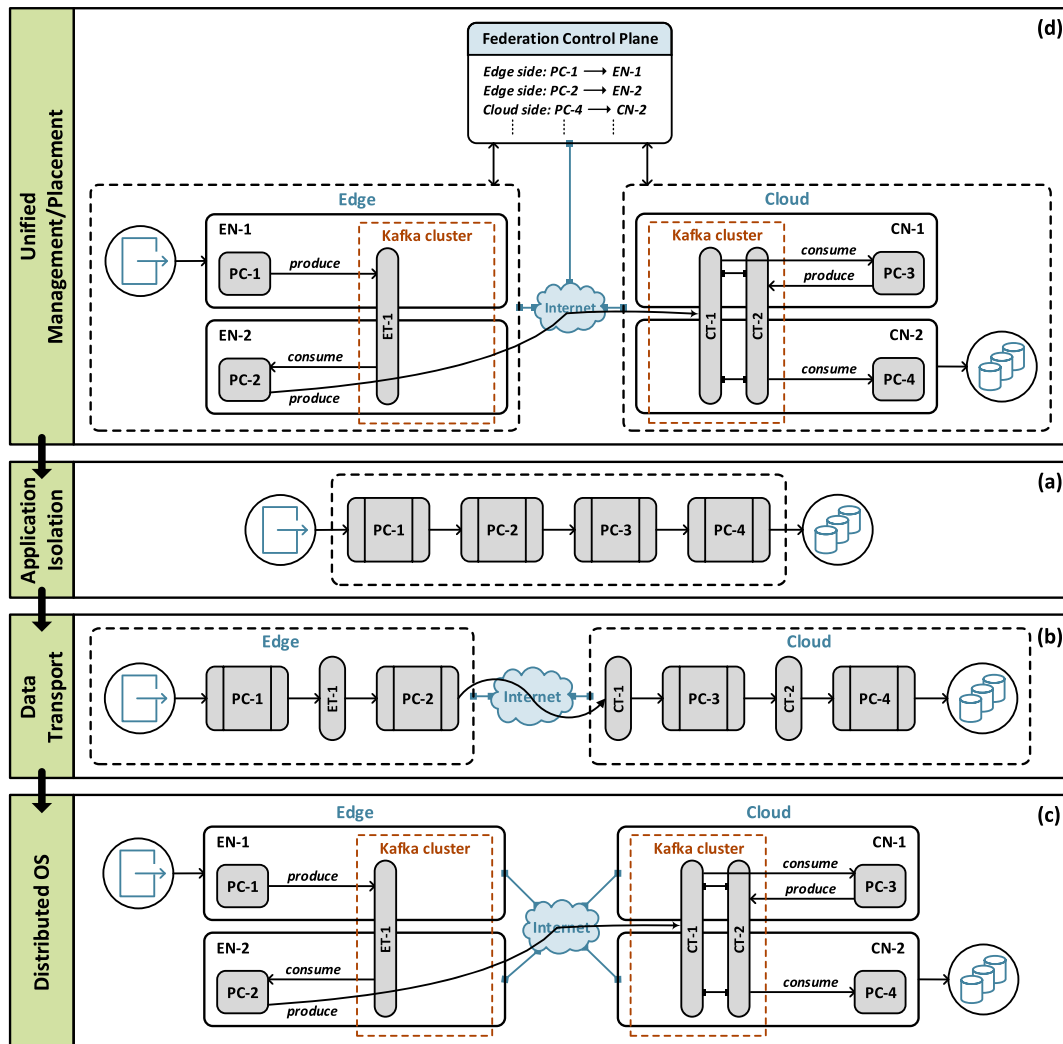 Unified
Management/Placement
(d)
Federation Control Plane
Edge side: PC-1 → EN-1
Edge side: PC-2 → EN-2
Cloud side: PC-4 → CN-2
Edge
Cloud
EN-1
Kafka cluster
PC-1
produce
ET-1
EN-2
consume
PC-2
produce
Internet
Kafka cluster
CN-1
consume
PC-3
produce
CT-1
CT-2
CN-2
consume
PC-4
Application
Isolation
(a)
PC-1
PC-2
PC-3
PC-4
Data
Transport
(b)
Edge
Cloud
PC-1
ET-1
PC-2
Internet
CT-1
PC-3
CT-2
PC-4
Distributed OS
(c)
Edge
Cloud
EN-1
Kafka cluster
PC-1
produce
ET-1
EN-2
consume
PC-2
produce
Internet
Kafka cluster
CN-1
consume
PC-3
produce
CT-1
CT-2
CN-2
consume
PC-4